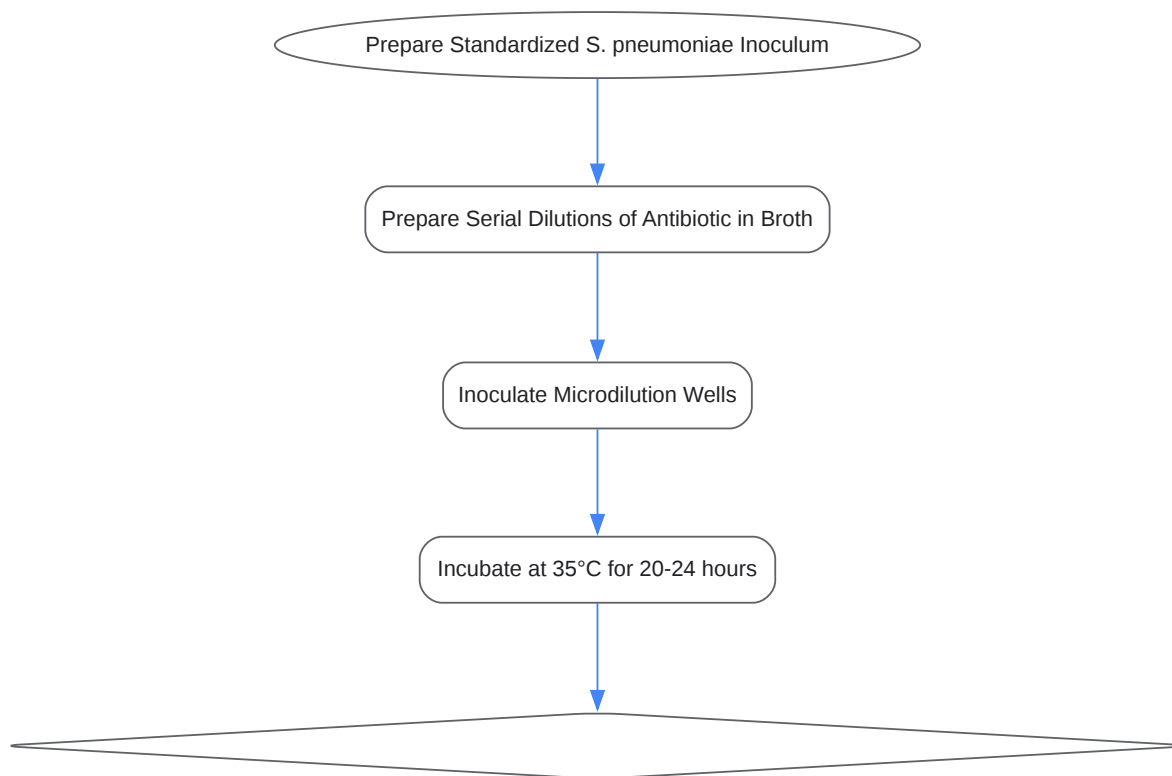 Prepare Standardized S. pneumoniae Inoculum
Prepare Serial Dilutions of Antibiotic in Broth
Inoculate Microdilution Wells
Incubate at 35°C for 20-24 hours